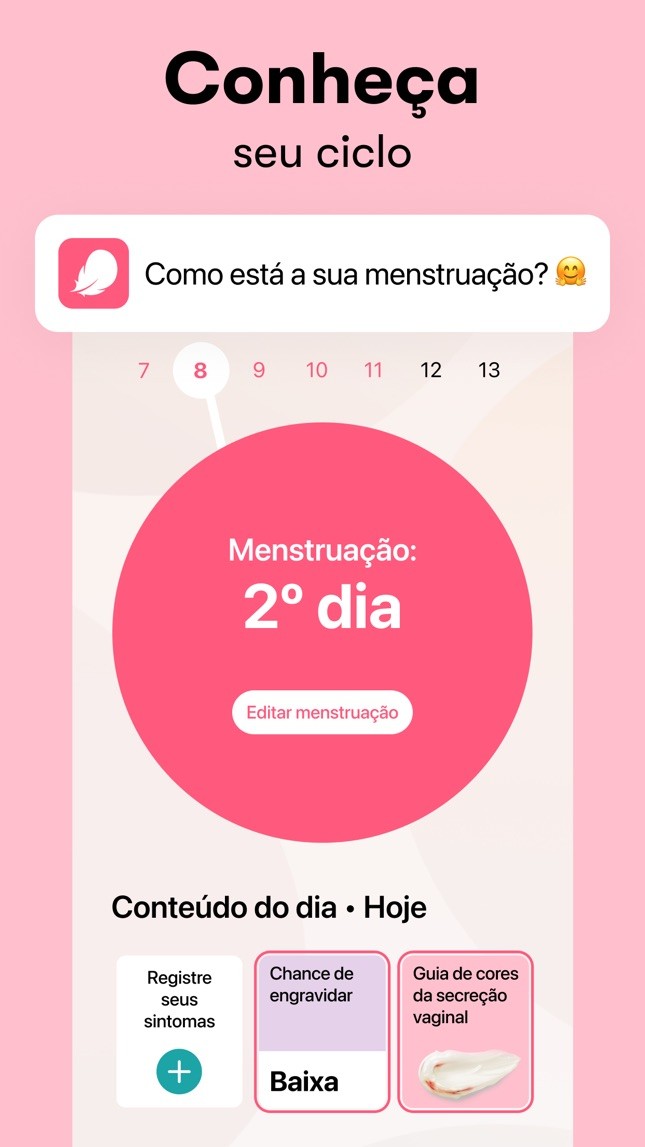 Conheça
seu ciclo
Como está a sua menstruação? 🤗
7 8 9 10 11 12 13
Menstruação:
2º dia
Editar menstruação
Conteúdo do dia • Hoje
Registre
seus
sintomas
Chance de
engravidar
Baixa
Guia de cores
da secreção
vaginal